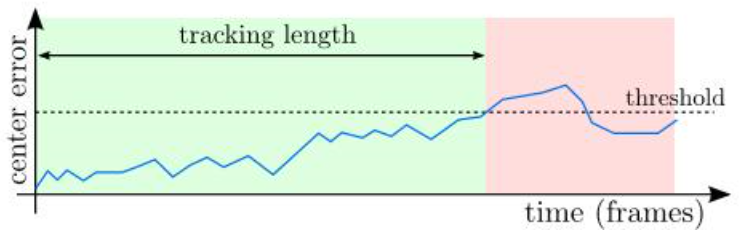 tracking length
center error
threshold
time (frames)